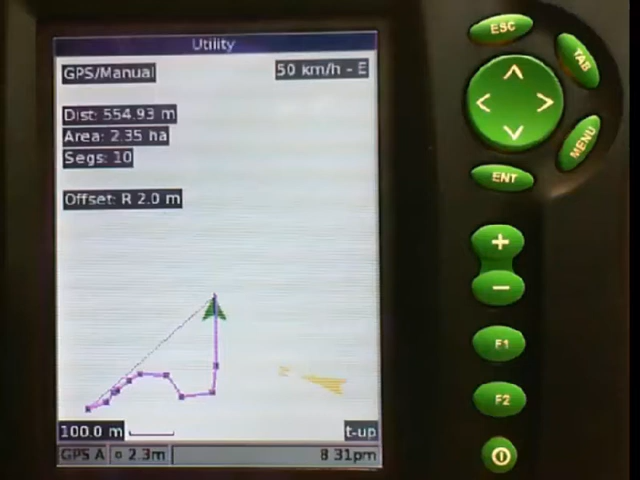 Utility
GPS/Manual
50 km/h - E
Dist: 554.93 m
Area: 2.35 ha
Segs: 10
Offset: R 2.0 m
100.0 m
t-up
GPS A
2.3m
8 31pm
ESC
TAB
MENU
ENT
+
−
F1
F2